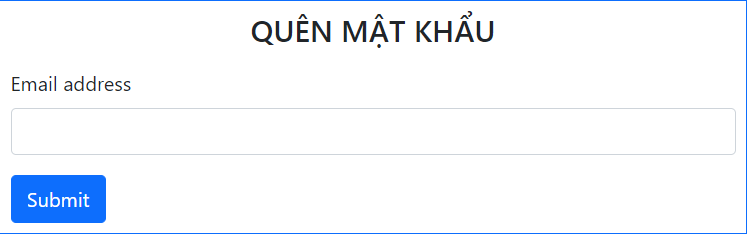 QUÊN MẬT KHẨU
Email address
Submit